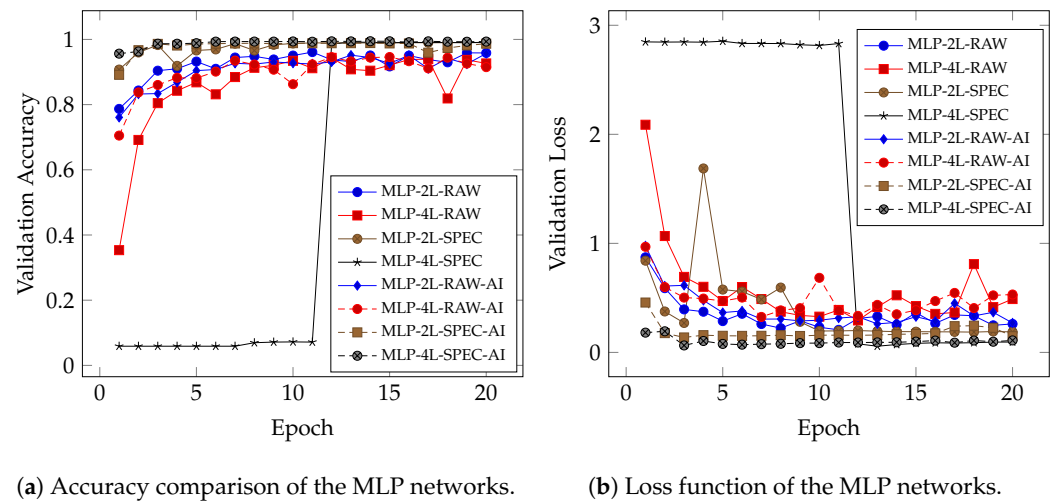 1
0.8
0.6
0.4
0.2
0
0
5
10
15
20
Validation Accuracy
Epoch
MLP-2L-RAW
MLP-4L-RAW
MLP-2L-SPEC
MLP-4L-SPEC
MLP-2L-RAW-AI
MLP-4L-RAW-AI
MLP-2L-SPEC-AI
MLP-4L-SPEC-AI
(a) Accuracy comparison of the MLP networks.
3
2
1
0
0
5
10
15
20
Validation Loss
Epoch
MLP-2L-RAW
MLP-4L-RAW
MLP-2L-SPEC
MLP-4L-SPEC
MLP-2L-RAW-AI
MLP-4L-RAW-AI
MLP-2L-SPEC-AI
MLP-4L-SPEC-AI
(b) Loss function of the MLP networks.